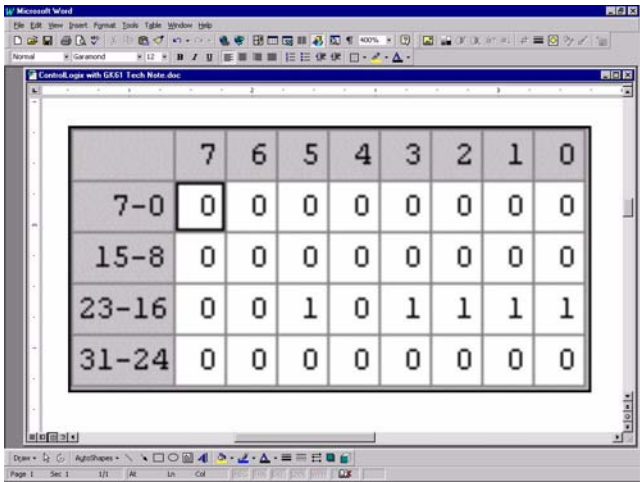 Microsoft Word
File Edit View Insert Format Tools Table Window Help
400%
Normal Garamond 12 B I U
ControlLogix with GK61 Tech Note.doc
7 6 5 4 3 2 1 0
7-0 0 0 0 0 0 0 0 0
15-8 0 0 0 0 0 0 0 0
23-16 0 0 1 0 1 1 1 1
31-24 0 0 0 0 0 0 0 0
Draw AutoShapes
Page 1 Sec 1 1/1 At Ln Col